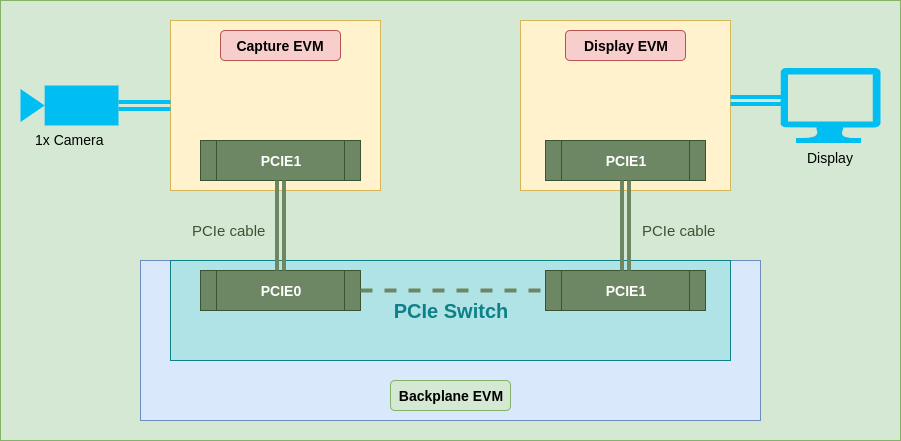 Capture EVM
Display EVM
1x Camera
Display
PCIE1
PCIE1
PCIe cable
PCIe cable
PCIE0
PCIE1
PCIe Switch
Backplane EVM